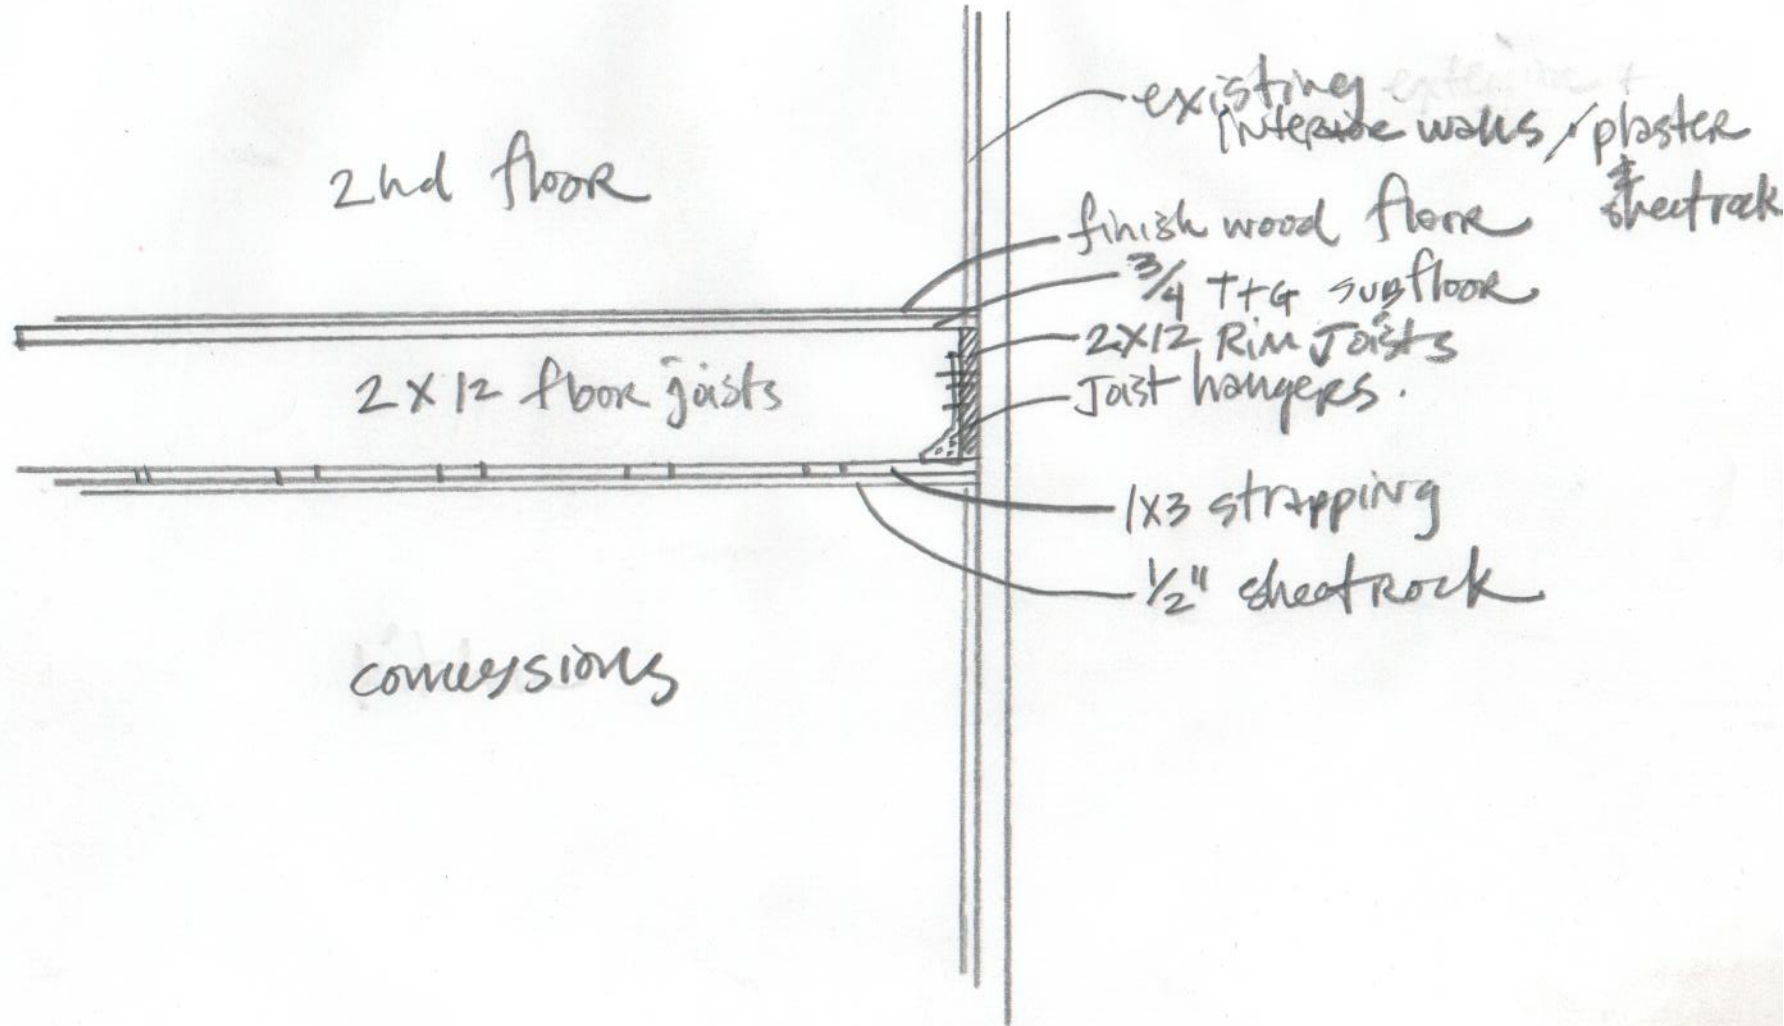 existing
interior walls / plaster
+
sheetrock
2nd floor
finish wood floor
3/4 T+G subfloor
2x12 Rim Joists
2x12 floor joists
Joist hangers.
1x3 strapping
1/2" sheetrock
concessions